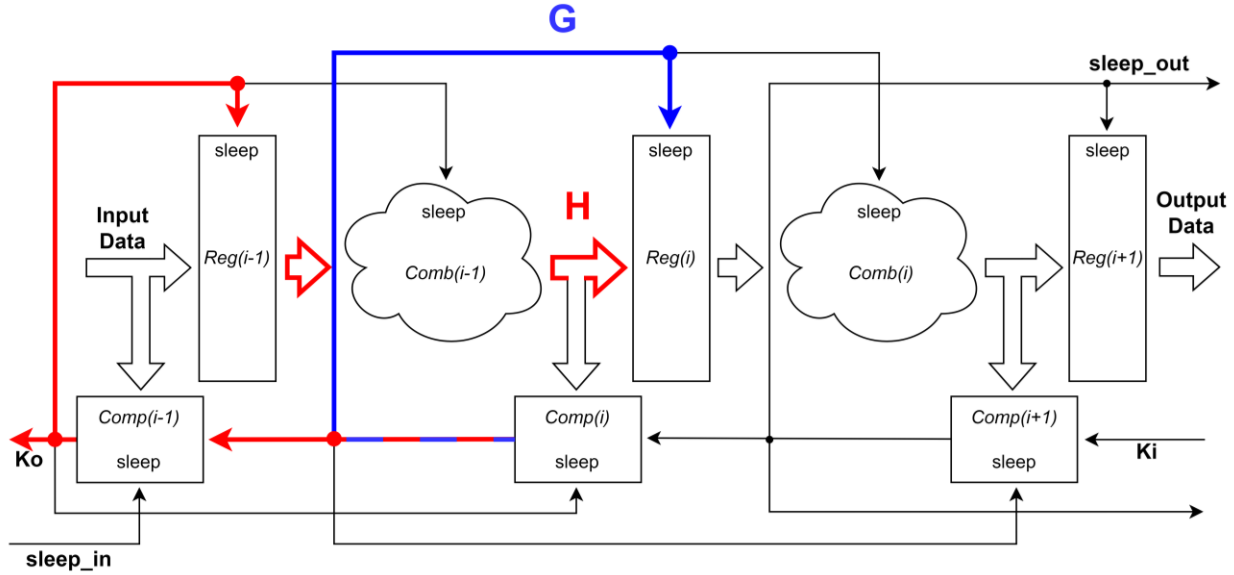 G
sleep_out
sleep
sleep
sleep
Input
Data
H
sleep
sleep
Output
Data
Reg(i-1)
Comb(i-1)
Reg(i)
Comb(i)
Reg(i+1)
Comp(i-1)
Comp(i)
Comp(i+1)
Ko
sleep
sleep
sleep
Ki
sleep_in